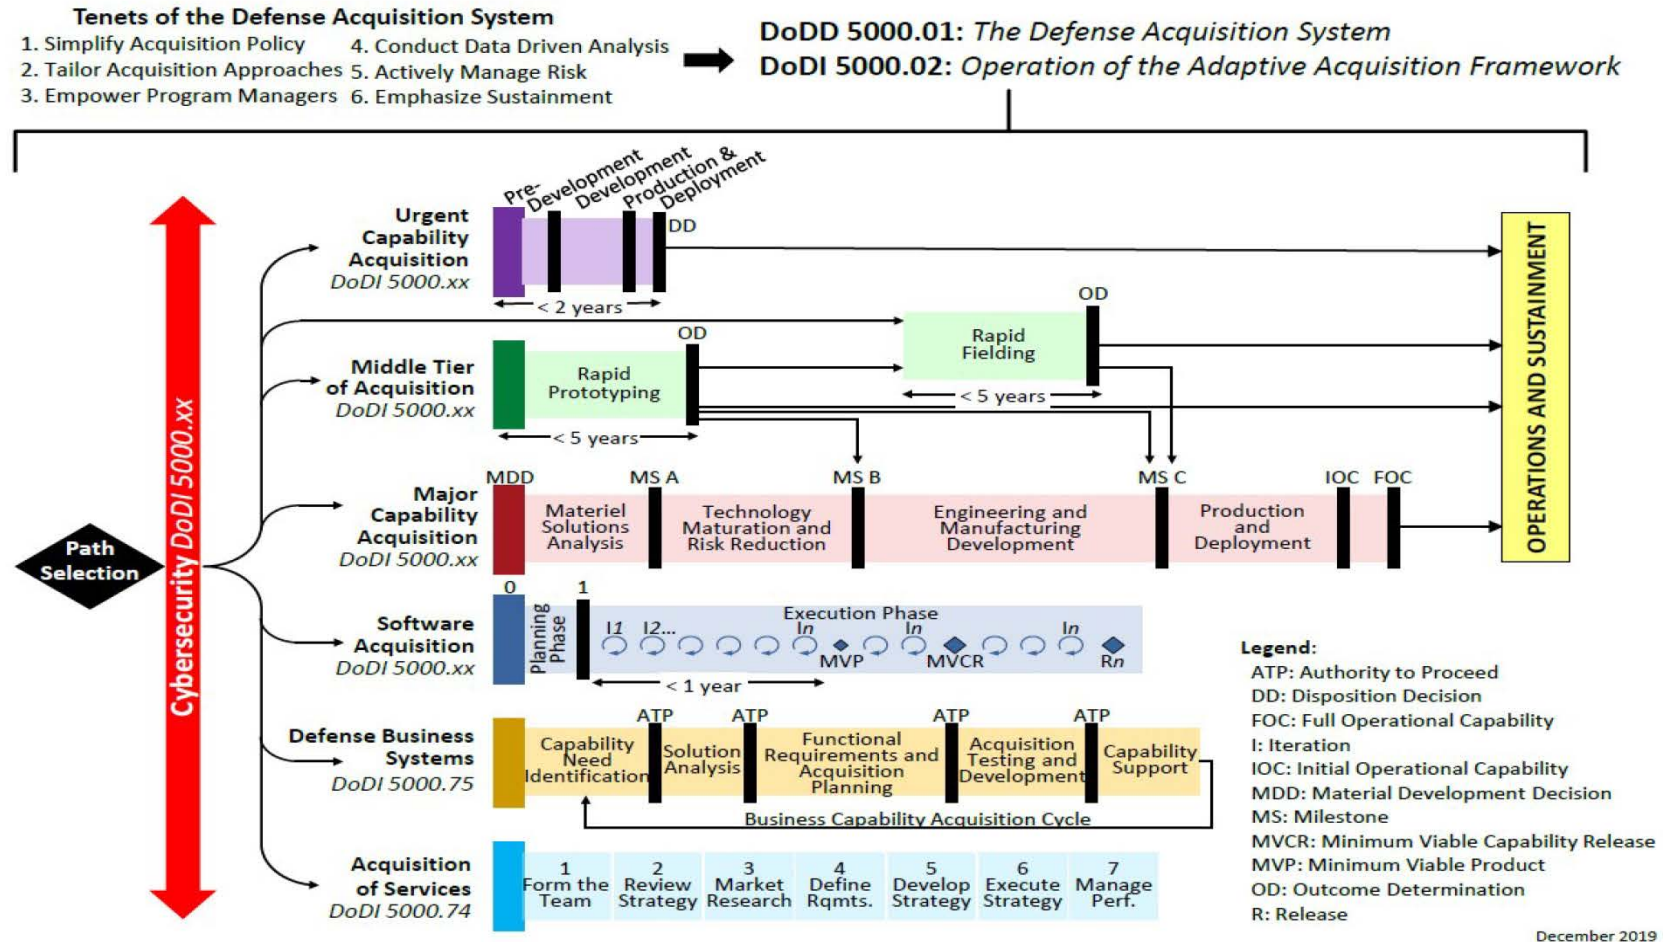 Tenets of the Defense Acquisition System
1. Simplify Acquisition Policy
2. Tailor Acquisition Approaches
3. Empower Program Managers
4. Conduct Data Driven Analysis
5. Actively Manage Risk
6. Emphasize Sustainment
DoDD 5000.01: The Defense Acquisition System
DoDI 5000.02: Operation of the Adaptive Acquisition Framework
Path
Selection
Cybersecurity DoDI 5000.xx
Urgent
Capability
Acquisition
DoDI 5000.xx
Pre-
Development
Development
Production &
Deployment
DD
< 2 years
Middle Tier
of Acquisition
DoDI 5000.xx
Rapid
Prototyping
OD
< 5 years
Rapid
Fielding
OD
< 5 years
Major
Capability
Acquisition
DoDI 5000.xx
MDD
MS A
MS B
MS C
IOC
FOC
Materiel
Solutions
Analysis
Technology
Maturation and
Risk Reduction
Engineering and
Manufacturing
Development
Production
and
Deployment
OPERATIONS AND SUSTAINMENT
Software
Acquisition
DoDI 5000.xx
0
1
Planning
Phase
Execution Phase
I1
I2...
In
In
In
MVP
MVCR
Rn
< 1 year
Defense Business
Systems
DoDI 5000.75
ATP
ATP
ATP
ATP
Capability
Need
Identification
Solution
Analysis
Functional
Requirements and
Acquisition
Planning
Acquisition
Testing and
Development
Capability
Support
Business Capability Acquisition Cycle
Acquisition
of Services
DoDI 5000.74
1
Form the
Team
2
Review
Strategy
3
Market
Research
4
Define
Rqmts.
5
Develop
Strategy
6
Execute
Strategy
7
Manage
Perf.
Legend:
ATP: Authority to Proceed
DD: Disposition Decision
FOC: Full Operational Capability
I: Iteration
IOC: Initial Operational Capability
MDD: Material Development Decision
MS: Milestone
MVCR: Minimum Viable Capability Release
MVP: Minimum Viable Product
OD: Outcome Determination
R: Release
December 2019